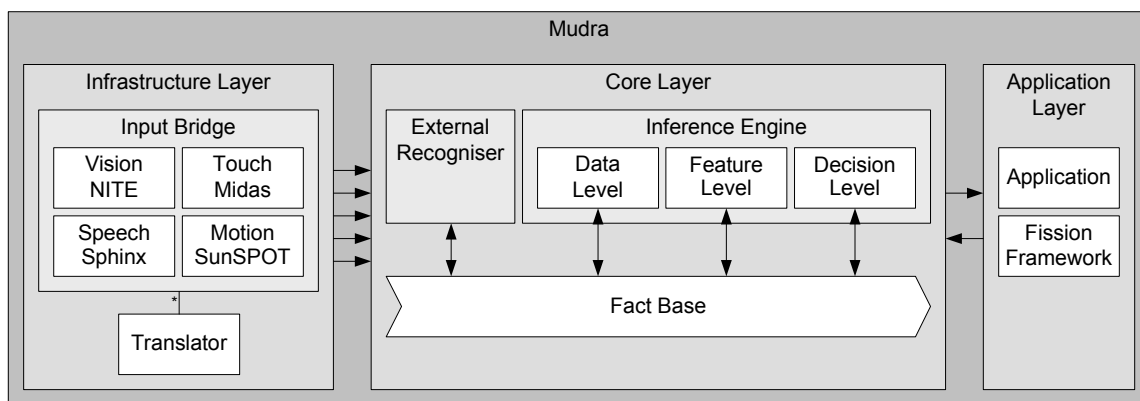 Mudra
Infrastructure Layer
Input Bridge
Vision
NITE
Touch
Midas
Speech
Sphinx
Motion
SunSPOT
*
Translator
Core Layer
External
Recogniser
Inference Engine
Data
Level
Feature
Level
Decision
Level
Fact Base
Application
Layer
Application
Fission
Framework